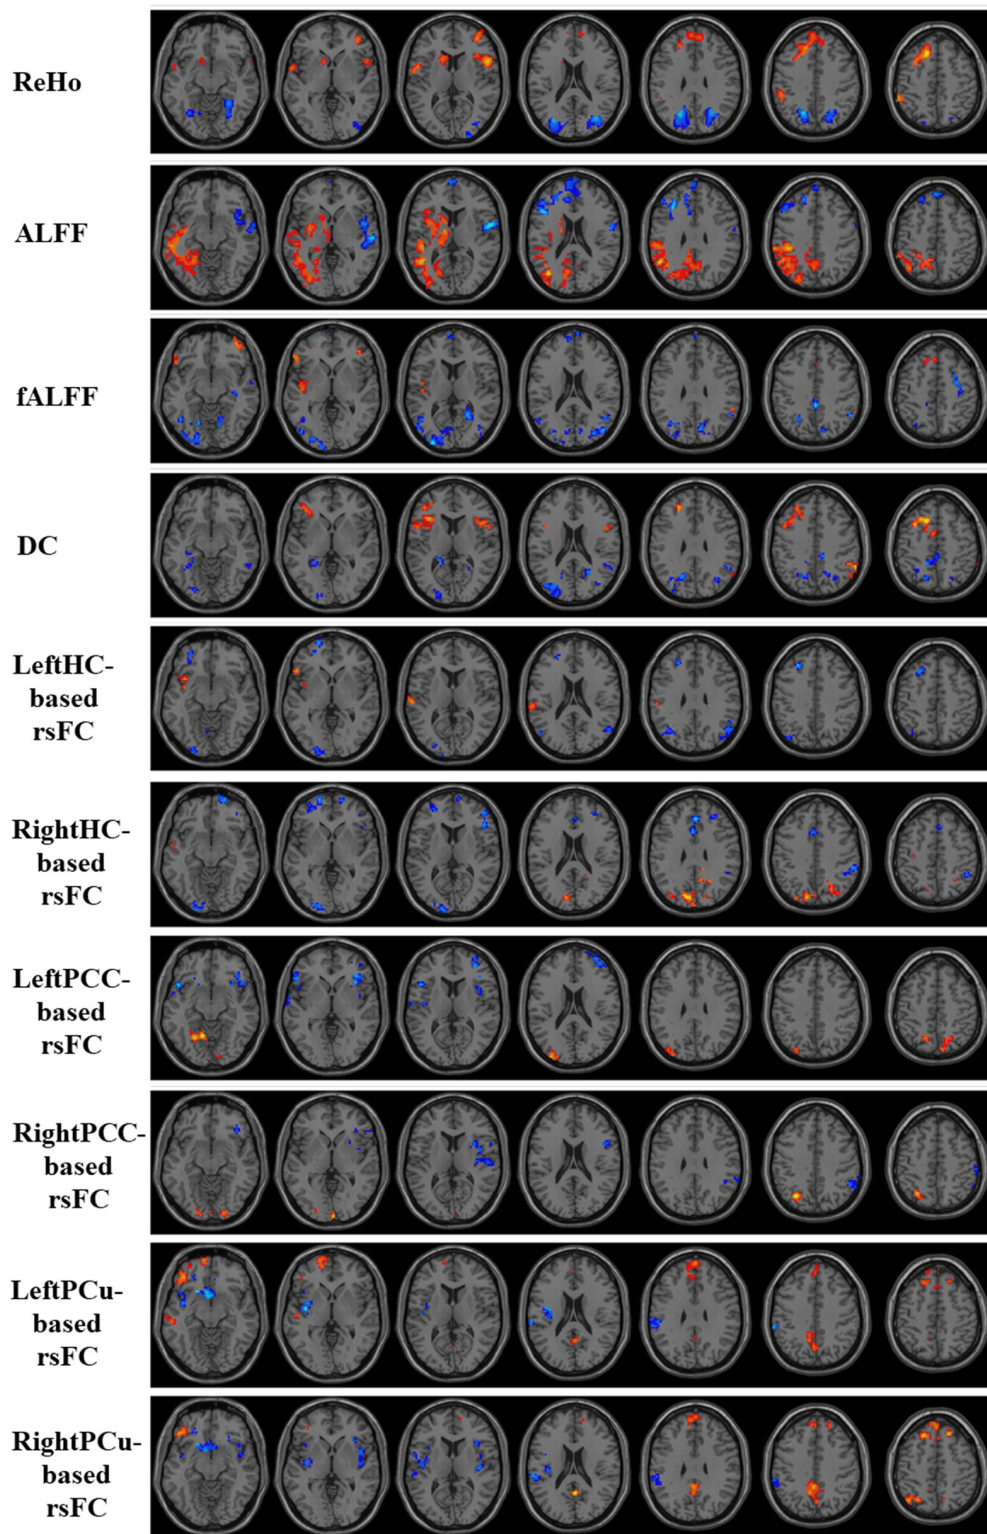 ReHo
ALFF
fALFF
DC
LeftHC-
based
rsFC
RightHC-
based
rsFC
LeftPCC-
based
rsFC
RightPCC-
based
rsFC
LeftPCu-
based
rsFC
RightPCu-
based
rsFC